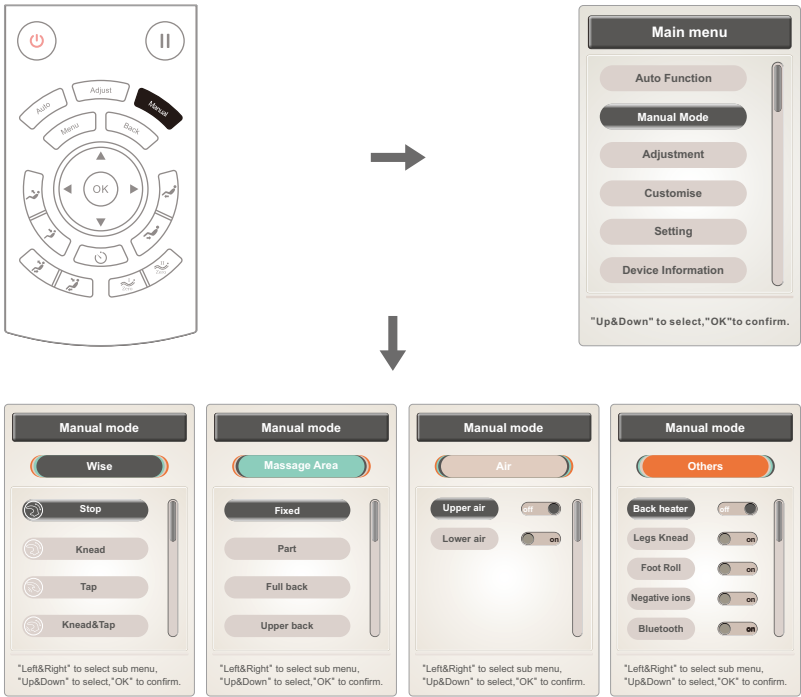 Adjust
Auto
Manual
Menu
Back
OK
Zero
Zero
Main menu
Auto Function
Manual Mode
Adjustment
Customise
Setting
Device Information
"Up&Down" to select,"OK"to confirm.
Manual mode
Wise
Stop
Knead
Tap
Knead&Tap
"Left&Right" to select sub menu,
"Up&Down" to select,"OK" to confirm.
Manual mode
Massage Area
Fixed
Part
Full back
Upper back
"Left&Right" to select sub menu,
"Up&Down" to select,"OK" to confirm.
Manual mode
Air
Upper air off
Lower air on
"Left&Right" to select sub menu,
"Up&Down" to select,"OK" to confirm.
Manual mode
Others
Back heater off
Legs Knead on
Foot Roll on
Negative ions on
Bluetooth on
"Left&Right" to select sub menu,
"Up&Down" to select,"OK" to confirm.